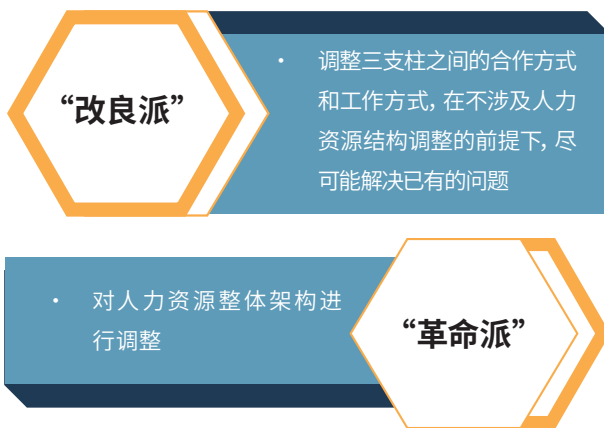 “改良派”
• 调整三支柱之间的合作方式
和工作方式，在不涉及人力
资源结构调整的前提下，尽
可能解决已有的问题
• 对人力资源整体架构进
行调整
“革命派”